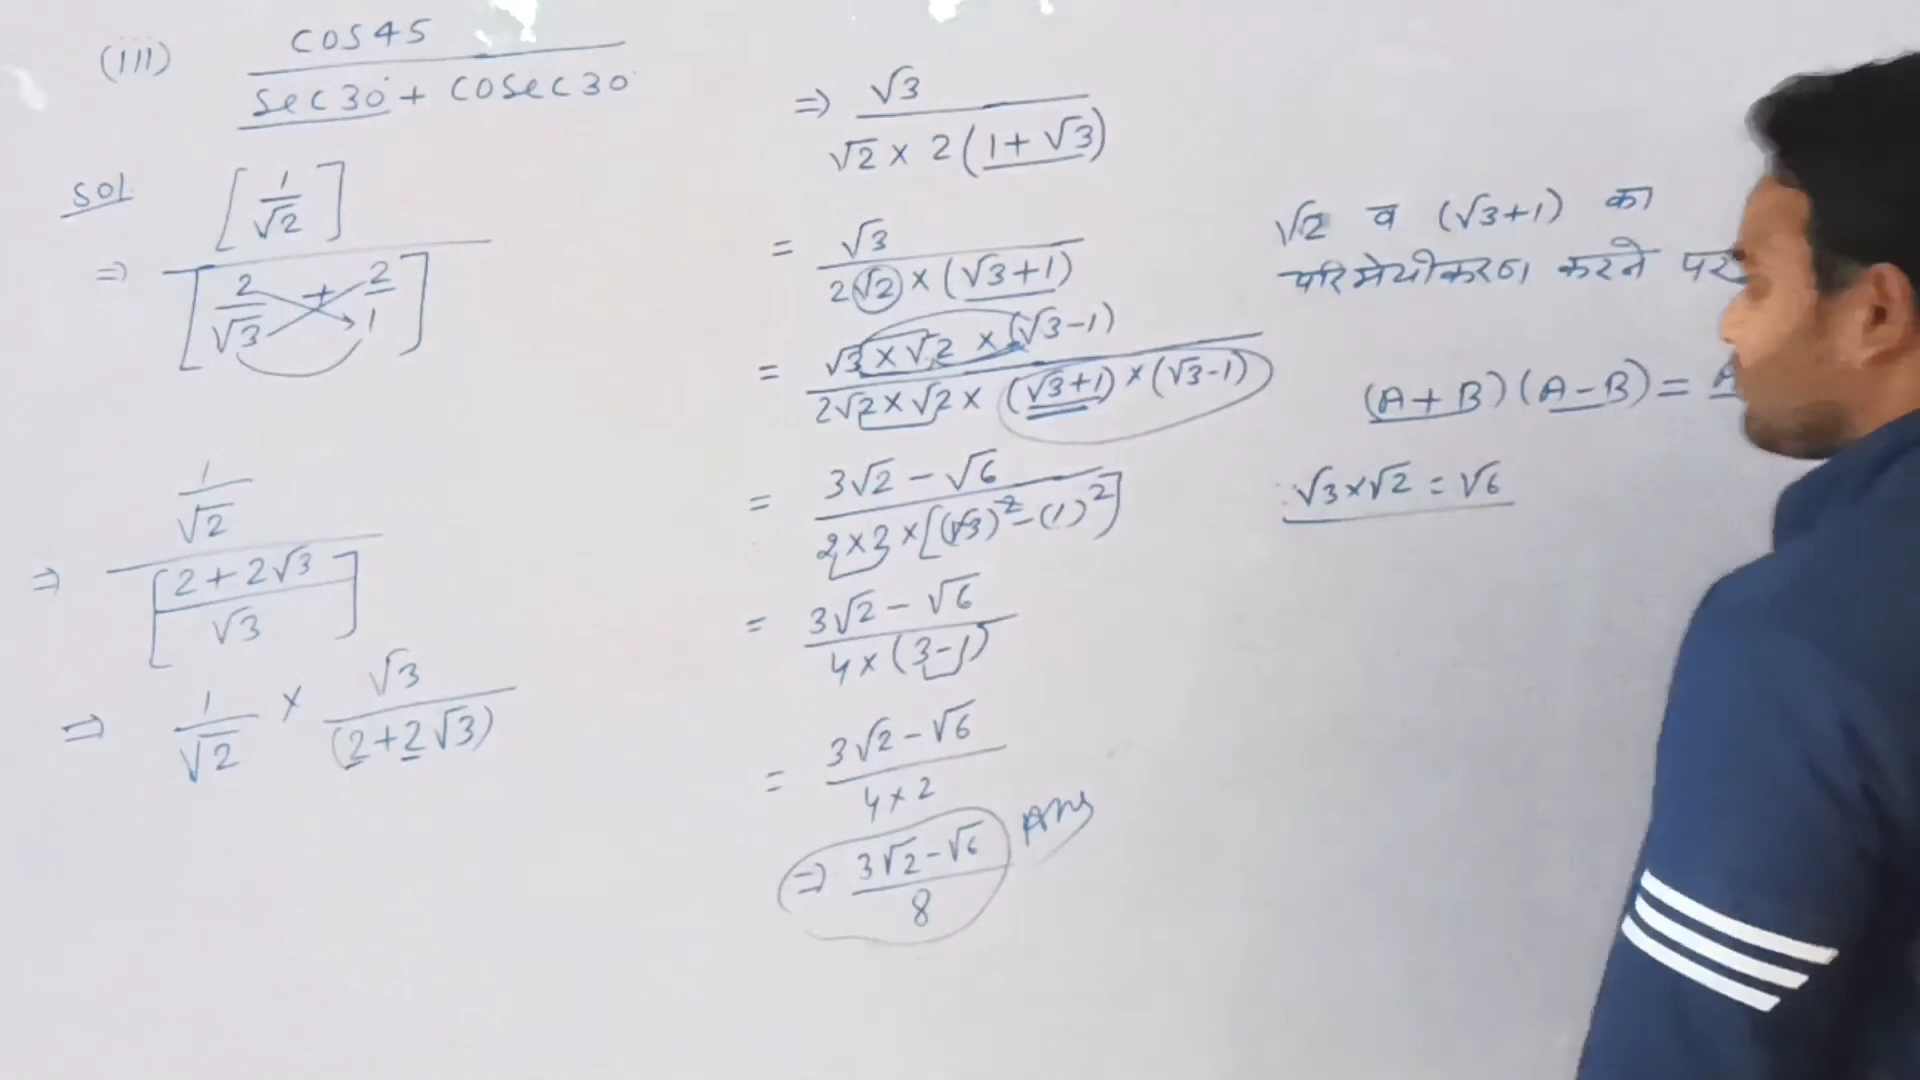 (iii) cos45 / sec30 + cosec30
Sol
⇒ [1/√2] / [2/√3 + 2/1]
⇒ 1/√2 / [2+2√3 / √3]
⇒ 1/√2 × √3/(2+2√3)
⇒ √3 / √2 × 2(1+√3)
= √3 / 2√2 × (√3+1)
= √3×√2 × (√3-1) / 2√2×√2× (√3+1)×(√3-1)
= 3√2 - √6 / 2×2×[(√3)²-(1)²]
= 3√2 - √6 / 4×(3-1)
= 3√2-√6 / 4×2
⇒ 3√2-√6 / 8 Ans
√2 व (√3+1) का
परिमेयीकरण करने पर
(A+B)(A-B)= A
√3×√2 = √6